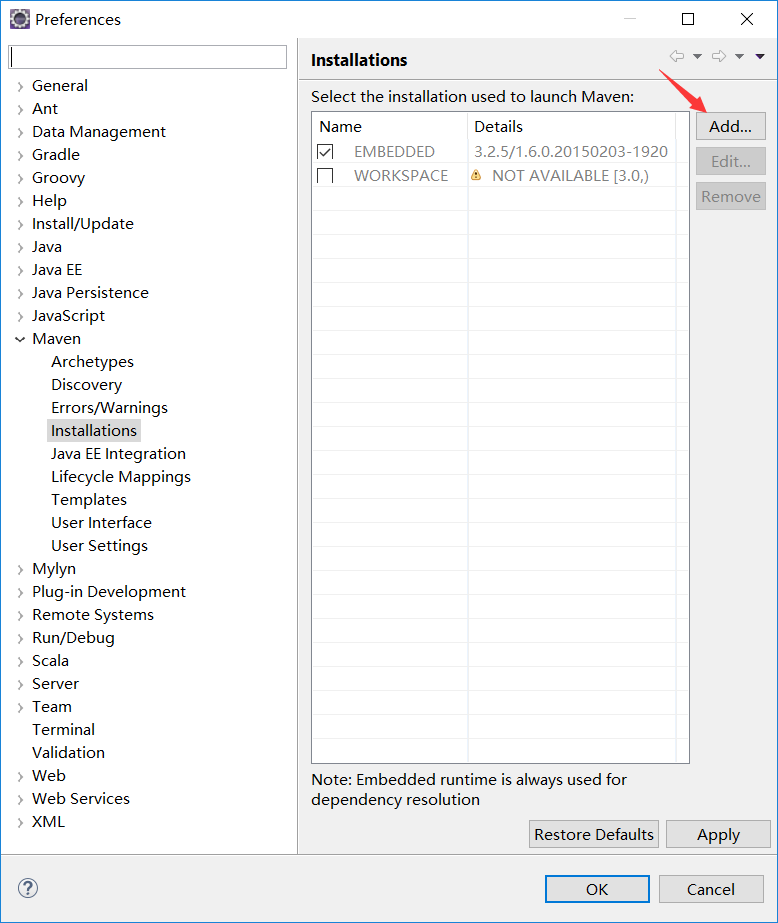 Preferences
Installations
Select the installation used to launch Maven:
General
Ant
Data Management
Gradle
Groovy
Help
Install/Update
Java
Java EE
Java Persistence
JavaScript
Maven
Archetypes
Discovery
Errors/Warnings
Installations
Java EE Integration
Lifecycle Mappings
Templates
User Interface
User Settings
Mylyn
Plug-in Development
Remote Systems
Run/Debug
Scala
Server
Team
Terminal
Validation
Web
Web Services
XML
Name Details
EMBEDDED 3.2.5/1.6.0.20150203-1920
WORKSPACE NOT AVAILABLE [3.0,)
Add...
Edit...
Remove
Note: Embedded runtime is always used for
dependency resolution
Restore Defaults Apply
? OK Cancel